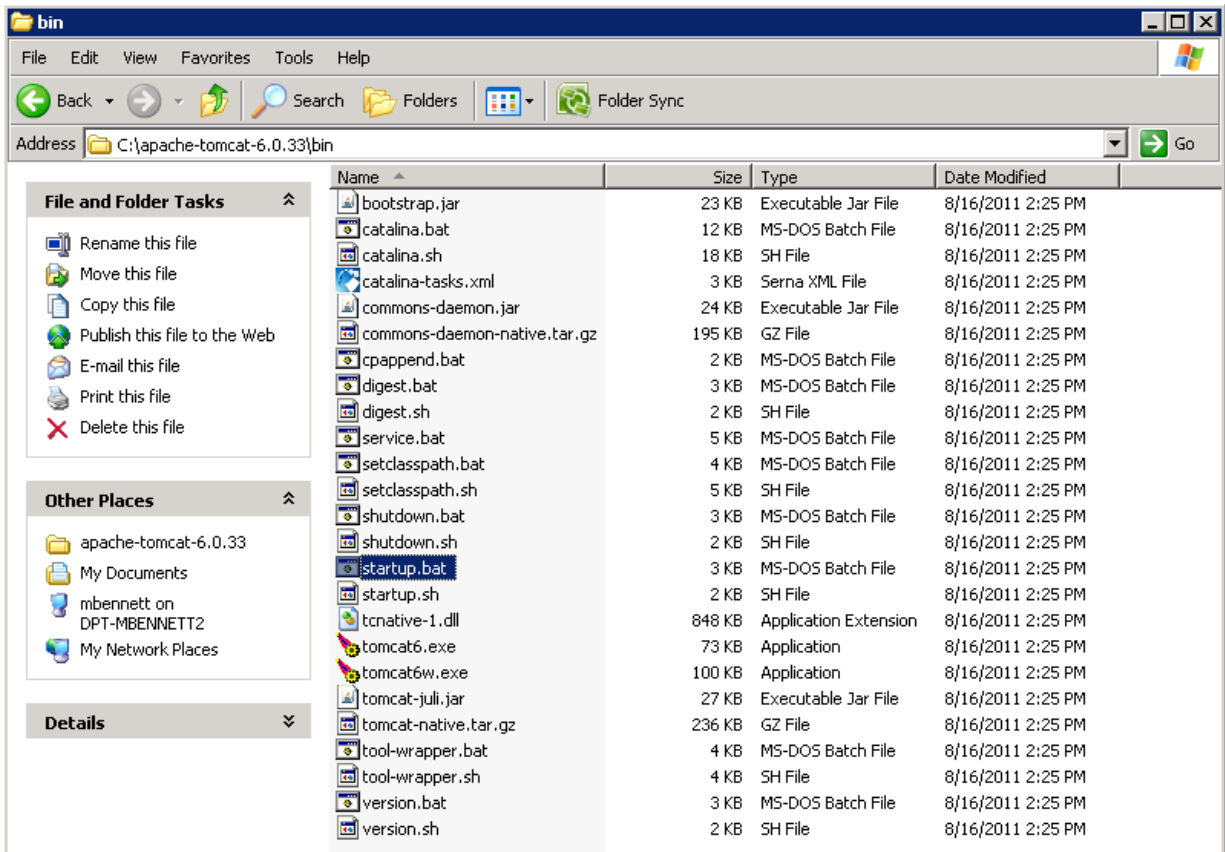 bin
File Edit View Favorites Tools Help
Back Search Folders Folder Sync
Address C:\apache-tomcat-6.0.33\bin Go
File and Folder Tasks
Rename this file
Move this file
Copy this file
Publish this file to the Web
E-mail this file
Print this file
Delete this file
Other Places
apache-tomcat-6.0.33
My Documents
mbennett on
DPT-MBENNETT2
My Network Places
Details
Name Size Type Date Modified
bootstrap.jar 23 KB Executable Jar File 8/16/2011 2:25 PM
catalina.bat 12 KB MS-DOS Batch File 8/16/2011 2:25 PM
catalina.sh 18 KB SH File 8/16/2011 2:25 PM
catalina-tasks.xml 3 KB Serna XML File 8/16/2011 2:25 PM
commons-daemon.jar 24 KB Executable Jar File 8/16/2011 2:25 PM
commons-daemon-native.tar.gz 195 KB GZ File 8/16/2011 2:25 PM
cpappend.bat 2 KB MS-DOS Batch File 8/16/2011 2:25 PM
digest.bat 3 KB MS-DOS Batch File 8/16/2011 2:25 PM
digest.sh 2 KB SH File 8/16/2011 2:25 PM
service.bat 5 KB MS-DOS Batch File 8/16/2011 2:25 PM
setclasspath.bat 4 KB MS-DOS Batch File 8/16/2011 2:25 PM
setclasspath.sh 5 KB SH File 8/16/2011 2:25 PM
shutdown.bat 3 KB MS-DOS Batch File 8/16/2011 2:25 PM
shutdown.sh 2 KB SH File 8/16/2011 2:25 PM
startup.bat 3 KB MS-DOS Batch File 8/16/2011 2:25 PM
startup.sh 2 KB SH File 8/16/2011 2:25 PM
tcnative-1.dll 848 KB Application Extension 8/16/2011 2:25 PM
tomcat6.exe 73 KB Application 8/16/2011 2:25 PM
tomcat6w.exe 100 KB Application 8/16/2011 2:25 PM
tomcat-juli.jar 27 KB Executable Jar File 8/16/2011 2:25 PM
tomcat-native.tar.gz 236 KB GZ File 8/16/2011 2:25 PM
tool-wrapper.bat 4 KB MS-DOS Batch File 8/16/2011 2:25 PM
tool-wrapper.sh 4 KB SH File 8/16/2011 2:25 PM
version.bat 3 KB MS-DOS Batch File 8/16/2011 2:25 PM
version.sh 2 KB SH File 8/16/2011 2:25 PM